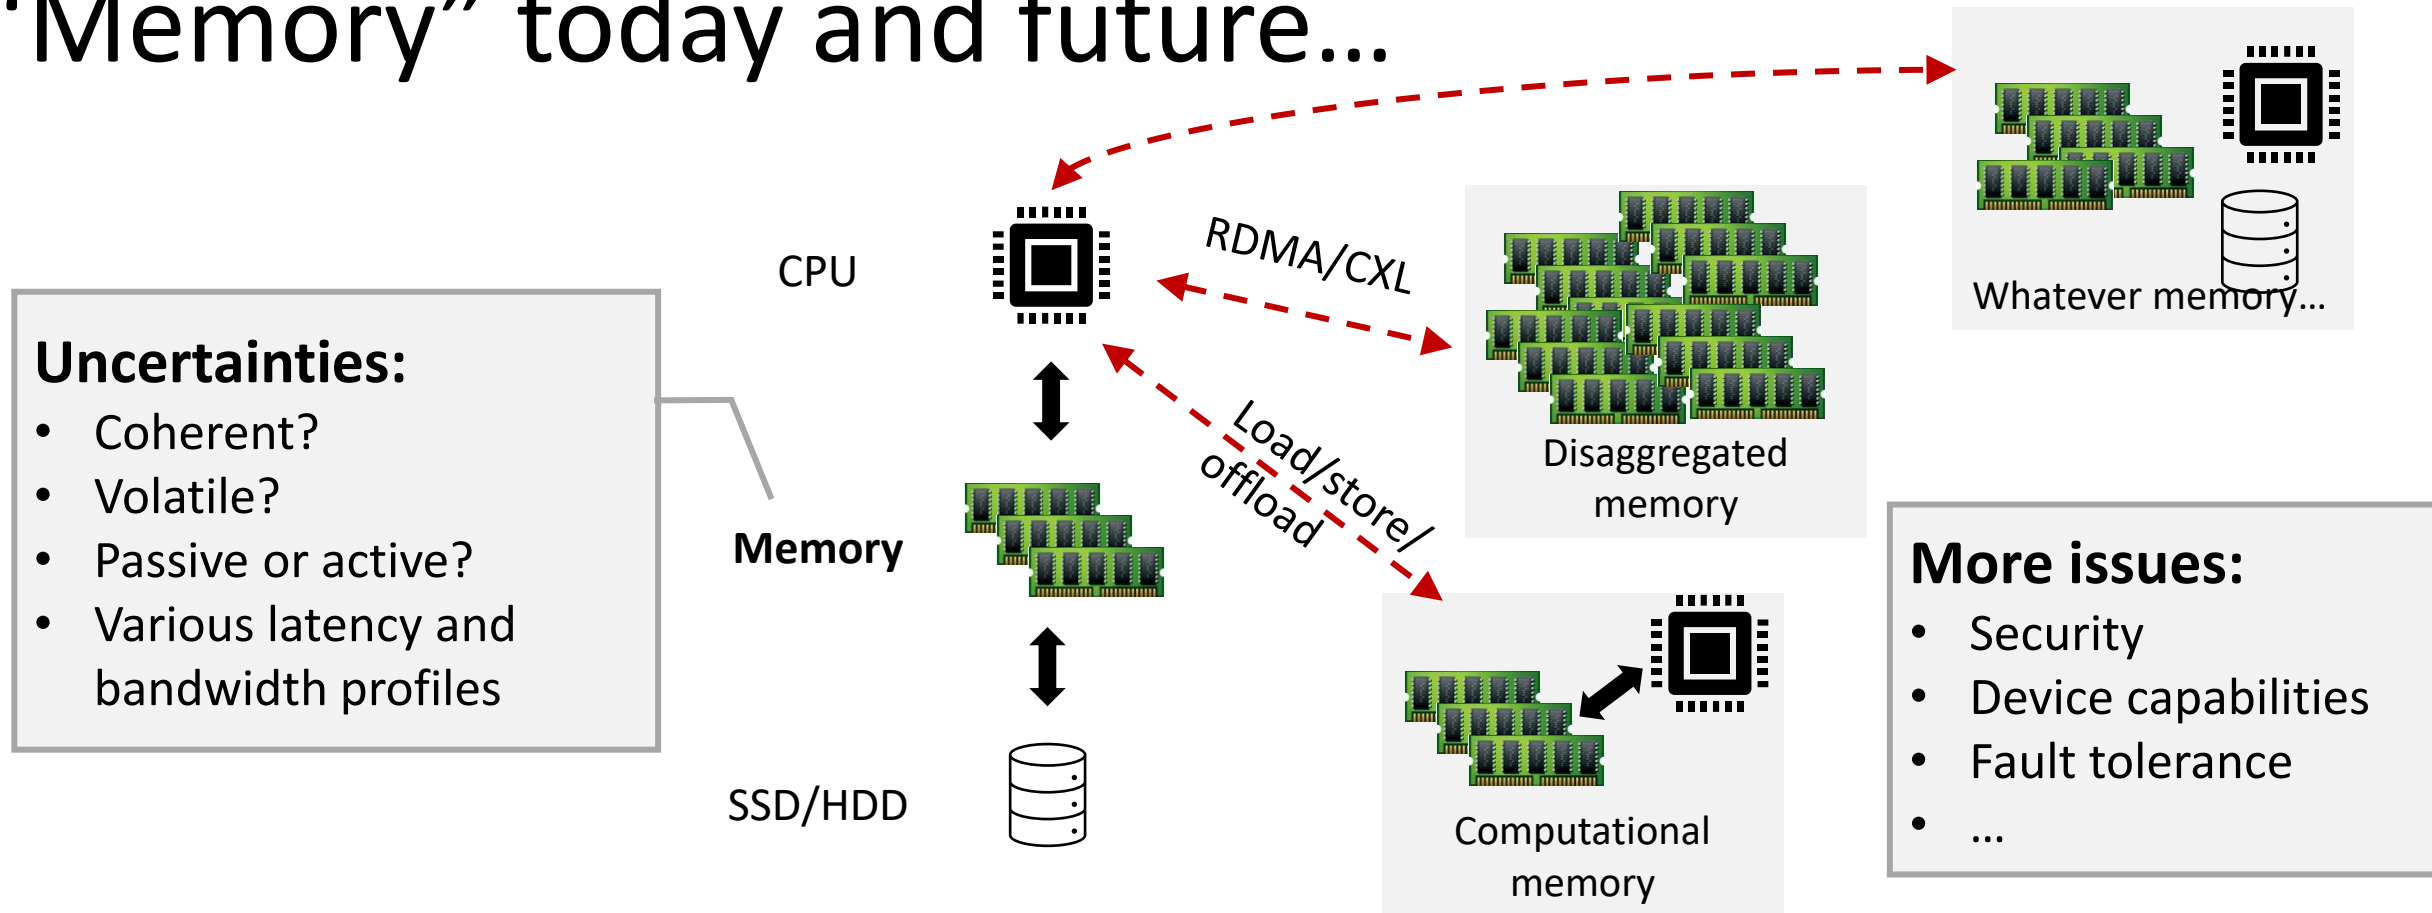 “Memory” today and future...
CPU
RDMA/CXL
Whatever memory...
Uncertainties:
• Coherent?
• Volatile?
• Passive or active?
• Various latency and
bandwidth profiles
Load/store/
offload
Disaggregated
memory
Memory
More issues:
• Security
• Device capabilities
• Fault tolerance
• ...
SSD/HDD
Computational
memory